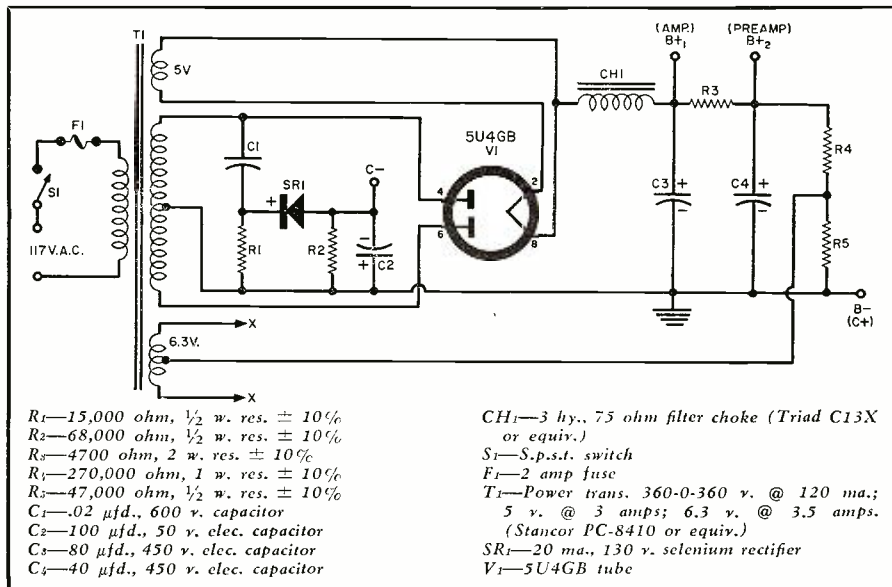 T1
(AMP.)
B+1
(PREAMP)
B+2
5V
CH1
R3
F1
C1
5U4GB
V1
R4
S1
SR1
C-
2
+
4
C3 +
-
C4 +
-
6
R1
R2
-
+ C2
R5
117V.A.C.
8
B-
(C+)
X
6.3V.
X
R1—15,000 ohm, 1/2 w. res. ± 10%
R2—68,000 ohm, 1/2 w. res. ± 10%
R3—4700 ohm, 2 w. res. ± 10%
R4—270,000 ohm, 1 w. res. ± 10%
R5—47,000 ohm, 1/2 w. res. ± 10%
C1—.02 µfd., 600 v. capacitor
C2—100 µfd., 50 v. elec. capacitor
C3—80 µfd., 450 v. elec. capacitor
C4—40 µfd., 450 v. elec. capacitor
CH1—3 hy., 75 ohm filter choke (Triad C13X
or equiv.)
S1—S.p.s.t. switch
F1—2 amp fuse
T1—Power trans. 360-0-360 v. @ 120 ma.;
5 v. @ 3 amps; 6.3 v. @ 3.5 amps.
(Stancor PC-8410 or equiv.)
SR1—20 ma., 130 v. selenium rectifier
V1—5U4GB tube